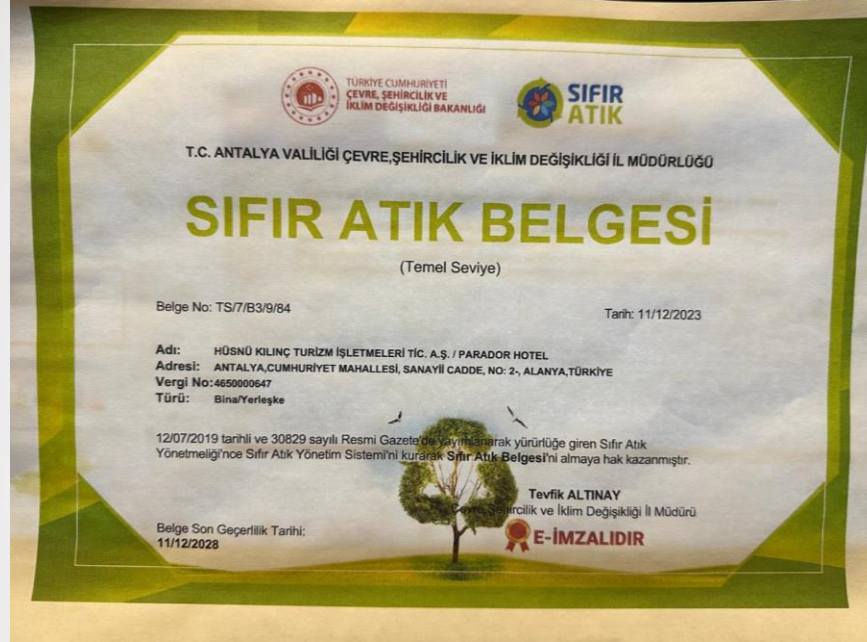 TÜRKİYE CUMHURİYETİ
ÇEVRE, ŞEHİRCİLİK VE
İKLİM DEĞİŞİKLİĞİ BAKANLIĞI
SIFIR
ATIK
T.C. ANTALYA VALİLİĞİ ÇEVRE,ŞEHİRCİLİK VE İKLİM DEĞİŞİKLİĞİ İL MÜDÜRLÜĞÜ
SIFIR ATIK BELGESİ
(Temel Seviye)
Belge No: TS/7/B3/9/84
Tarih: 11/12/2023
Adı: HÜSNÜ KILINÇ TURİZM İŞLETMELERİ TİC. A.Ş. / PARADOR HOTEL
Adresi: ANTALYA,CUMHURİYET MAHALLESİ, SANAYİİ CADDE, NO: 2-, ALANYA,TÜRKİYE
Vergi No:4650000647
Türü: Bina/Yerleşke
12/07/2019 tarihli ve 30829 sayılı Resmi Gazete'de yayımlanarak yürürlüğe giren Sıfır Atık
Yönetmeliği'nce Sıfır Atık Yönetim Sistemi'ni kurarak Sıfır Atık Belgesi'ni almaya hak kazanmıştır.
Tevfik ALTINAY
Çevre,Şehircilik ve İklim Değişikliği İl Müdürü
E-İMZALIDIR
Belge Son Geçerlilik Tarihi:
11/12/2028